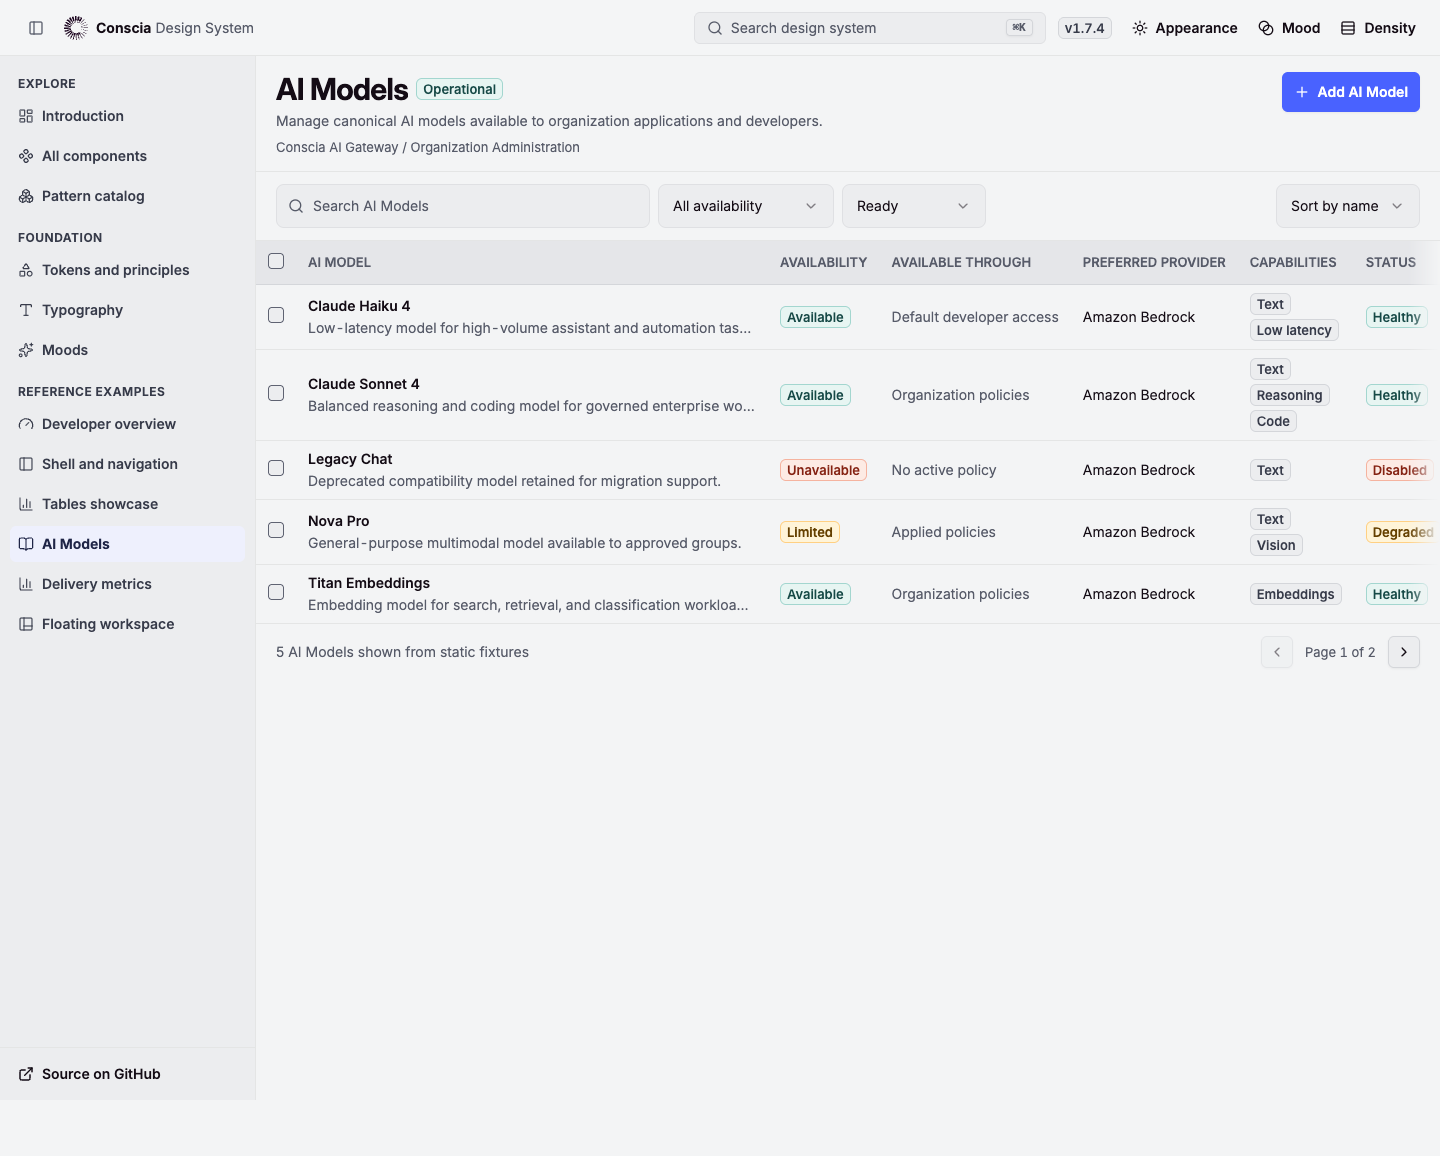 Conscia Design System
Search design system
⌘K
v1.7.4
Appearance
Mood
Density
EXPLORE
Introduction
All components
Pattern catalog
FOUNDATION
Tokens and principles
Typography
Moods
REFERENCE EXAMPLES
Developer overview
Shell and navigation
Tables showcase
AI Models
Delivery metrics
Floating workspace
Source on GitHub
AI Models
Operational
Manage canonical AI models available to organization applications and developers.
Conscia AI Gateway / Organization Administration
Add AI Model
Search AI Models
All availability
Ready
Sort by name
AI MODEL AVAILABILITY AVAILABLE THROUGH PREFERRED PROVIDER CAPABILITIES STATUS
Claude Haiku 4
Low-latency model for high-volume assistant and automation tas...
Available
Default developer access
Amazon Bedrock
Text
Low latency
Healthy
Claude Sonnet 4
Balanced reasoning and coding model for governed enterprise wo...
Available
Organization policies
Amazon Bedrock
Text
Reasoning
Code
Healthy
Legacy Chat
Deprecated compatibility model retained for migration support.
Unavailable
No active policy
Amazon Bedrock
Text
Disabled
Nova Pro
General-purpose multimodal model available to approved groups.
Limited
Applied policies
Amazon Bedrock
Text
Vision
Degraded
Titan Embeddings
Embedding model for search, retrieval, and classification workloa...
Available
Organization policies
Amazon Bedrock
Embeddings
Healthy
5 AI Models shown from static fixtures
Page 1 of 2